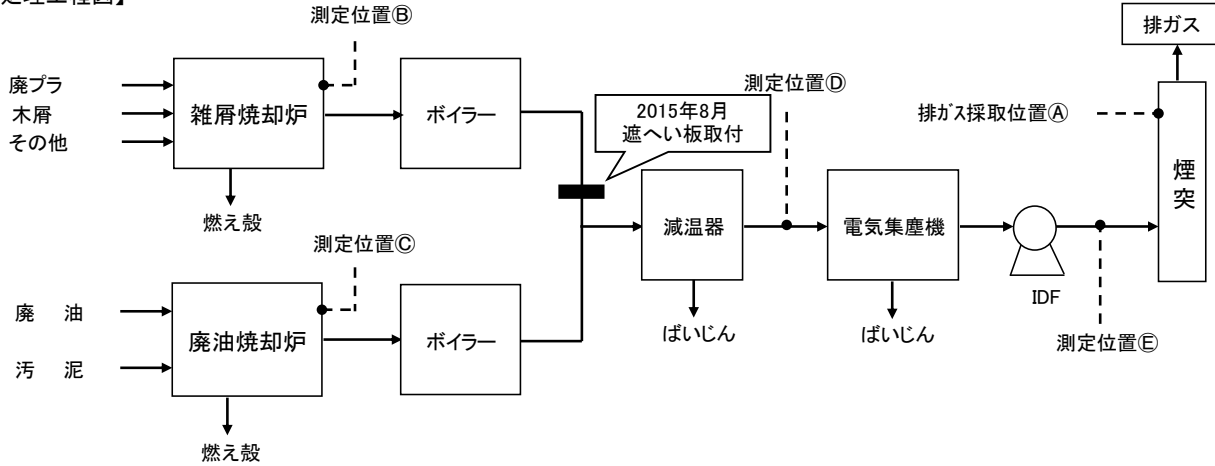 処理工程図】
測定位置Ⓑ
排ガス
廃プラ
木屑
その他
雑屑焼却炉
ボイラー
2015年8月
遮へい板取付
測定位置Ⓓ
排ガス採取位置Ⓐ
煙突
燃え殻
測定位置Ⓒ
減温器
電気集塵機
IDF
廃　油
汚　泥
廃油焼却炉
ボイラー
ばいじん
ばいじん
測定位置Ⓔ
燃え殻